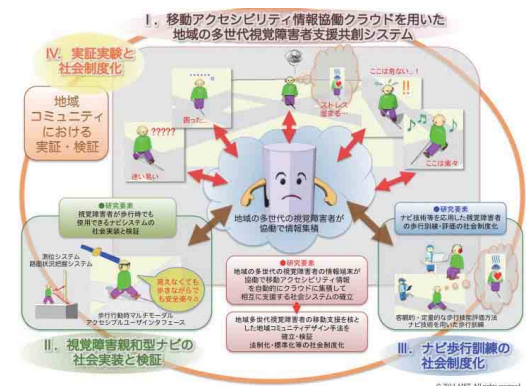 Ⅰ．移動アクセシビリティ情報協働クラウドを用いた
地域の多世代視覚障害者支援共創システム
Ⅳ．実証実験と
社会制度化
地域
コミュニティ
における
実証・検証
困った…
ストレス
溜まる…
ここは危ない…！
!!
?????
迷い易い
ここは楽々
地域の多世代の視覚障害者が
協働で情報集積
●研究要素
視覚障害者が歩行時でも
使用できるナビシステムの
社会実装と検証
●研究要素
ナビ技術等を応用した視覚障害者
の歩行訓練・評価の社会制度化
測位システム
路面状況把握システム
見えなくても
歩きながらで
も安全楽々♫
歩行行動時マルチモーダル
アクセシブルユーザインタフェース
●研究要素
地域の多世代の視覚障害者の情報端末が
協働で移動アクセシビリティ情報
を自動的にクラウドに集積して
相互に支援する社会システムの確立
地域多世代視覚障害者の移動支援を核
とした地域コミュニティデザイン手法を
確立・検証
法制化・標準化等の社会制度化
客観的・定量的な歩行技能評価方法
ナビ技術を用いた歩行訓練
Ⅱ．視覚障害親和型ナビの
社会実装と検証
Ⅲ．ナビ歩行訓練の
社会制度化